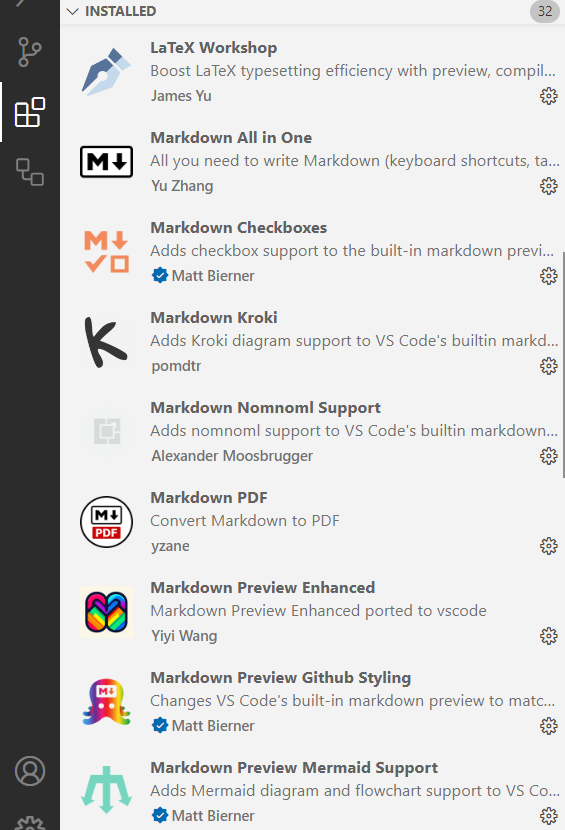 INSTALLED 32
LaTeX Workshop
Boost LaTeX typesetting efficiency with preview, compil...
James Yu
Markdown All in One
All you need to write Markdown (keyboard shortcuts, ta...
Yu Zhang
Markdown Checkboxes
Adds checkbox support to the built-in markdown previ...
Matt Bierner
Markdown Kroki
Adds Kroki diagram support to VS Code's builtin markd...
pomdtr
Markdown Nomnoml Support
Adds nomnoml support to VS Code's builtin markdown...
Alexander Moosbrugger
M
PDF
Markdown PDF
Convert Markdown to PDF
yzane
Markdown Preview Enhanced
Markdown Preview Enhanced ported to vscode
Yiyi Wang
Markdown Preview Github Styling
Changes VS Code's built-in markdown preview to matc...
Matt Bierner
Markdown Preview Mermaid Support
Adds Mermaid diagram and flowchart support to VS Co...
Matt Bierner